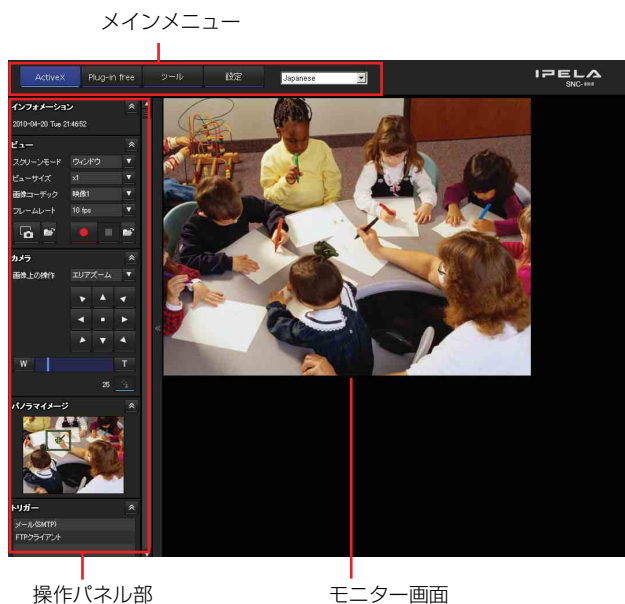 メインメニュー
ActiveX Plug-in free ツール 設定 Japanese
IPELA
インフォメーション
2010-04-20 Tue 21:46:52
ビュー
スクリーンモード ウィンドウ
ビューサイズ x1
画像コーデック 映像1
フレームレート 10 fps
カメラ
画像上の操作 エリアズーム
W T
25
パノラマイメージ
トリガー
メール(SMTP)
FTPクライアント
操作パネル部 モニター画面